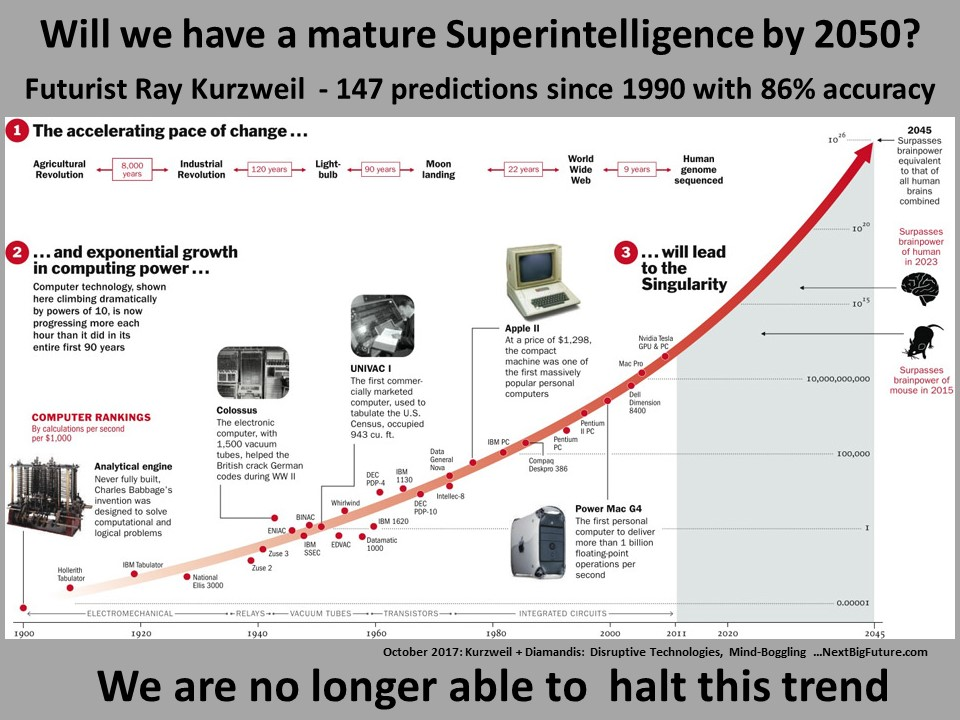 Will we have a mature Superintelligence by 2050?
Futurist Ray Kurzweil - 147 predictions since 1990 with 86% accuracy
1 The accelerating pace of change ...
Agricultural
Revolution
8,000
years
Industrial
Revolution
120 years
Light-
bulb
90 years
Moon
landing
22 years
World
Wide
Web
9 years
Human
genome
sequenced
2 ... and exponential growth
in computing power ...
Computer technology, shown
here climbing dramatically
by powers of 10, is now
progressing more each
hour than it did in its
entire first 90 years
COMPUTER RANKINGS
By calculations per second
per $1,000
Analytical engine
Never fully built,
Charles Babbage's
invention was
designed to solve
computational and
logical problems
Colossus
The electronic
computer, with
1,500 vacuum
tubes, helped the
British crack German
codes during WW II
UNIVAC I
The first commer-
cially marketed
computer, used to
tabulate the U.S.
Census, occupied
943 cu. ft.
Apple II
At a price of $1,298,
the compact
machine was one of
the first massively
popular personal
computers
Power Mac G4
The first personal
computer to deliver
more than 1 billion
floating-point
operations per
second
3 ... will lead
to the
Singularity
2045
Surpasses
brainpower
equivalent
to that of
all human
brains
combined
Surpasses
brainpower
of human
in 2023
Surpasses
brainpower of
mouse in 2015
10^26
10^20
10^15
10,000,000,000
100,000
1
0.00001
Hollerith
Tabulator
IBM Tabulator
National
Ellis 3000
Zuse 2
Zuse 3
ENIAC
BINAC
IBM
SSEC
Whirlwind
EDVAC
DEC
PDP-4
IBM
1130
IBM 1620
Datamatic
1000
DEC
PDP-10
Data
General
Nova
Intellec-8
IBM PC
Compaq
Deskpro 386
Pentium
PC
Pentium
II PC
Mac Pro
Dell
Dimension
8400
Nvidia Tesla
GPU & PC
ELECTROMECHANICAL
RELAYS
VACUUM TUBES
TRANSISTORS
INTEGRATED CIRCUITS
1900
1920
1940
1960
1980
2000
2011
2020
2045
October 2017: Kurzweil + Diamandis: Disruptive Technologies, Mind-Boggling ...NextBigFuture.com
We are no longer able to halt this trend